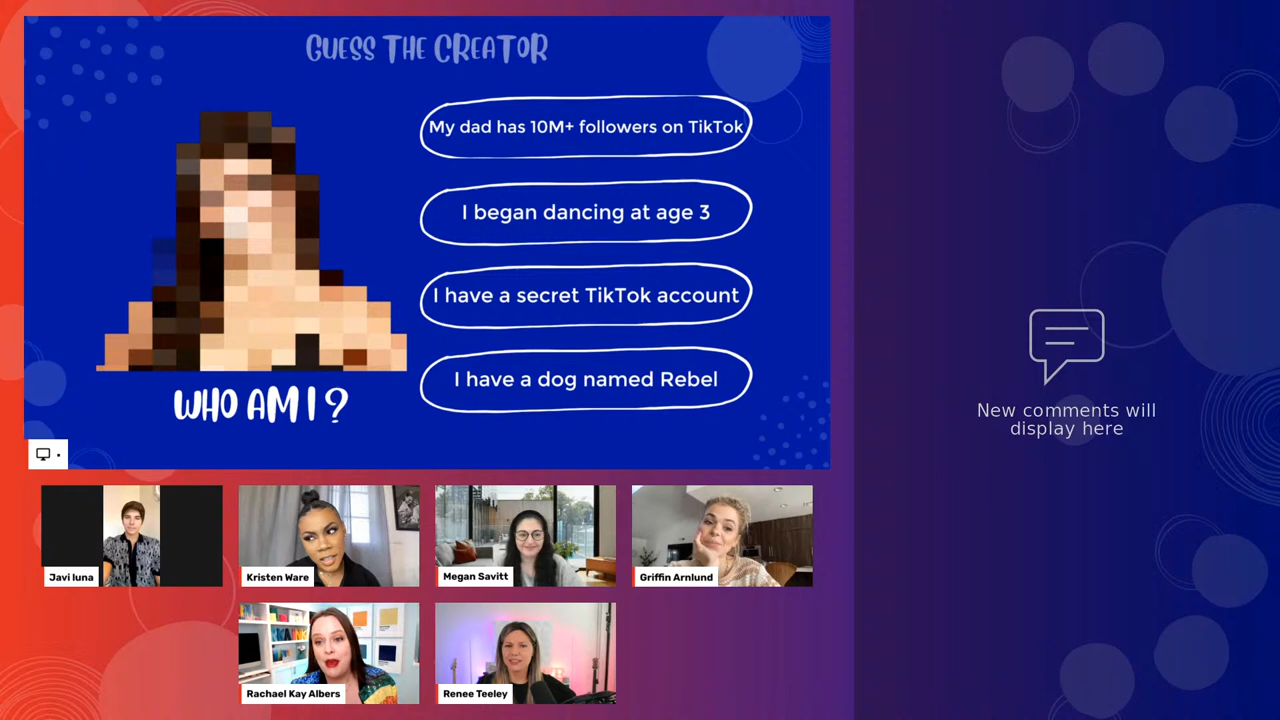 GUESS THE CREATOR
My dad has 10M+ followers on TikTok
I began dancing at age 3
I have a secret TikTok account
I have a dog named Rebel
WHO AM I?
New comments will
display here
Javi luna
Kristen Ware
Megan Savitt
Griffin Arnlund
Rachael Kay Albers
Renee Teeley